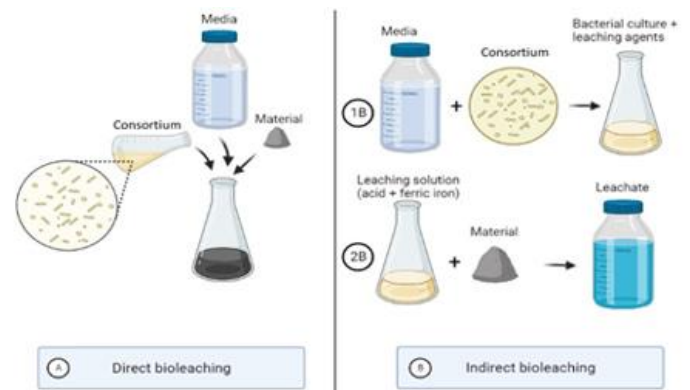 Media
Consortium
Material
A
Direct bioleaching
Media
Consortium
Bacterial culture +
leaching agents
1B
+
Leaching solution
(acid + ferric iron)
Material
Leachate
2B
+
B
Indirect bioleaching